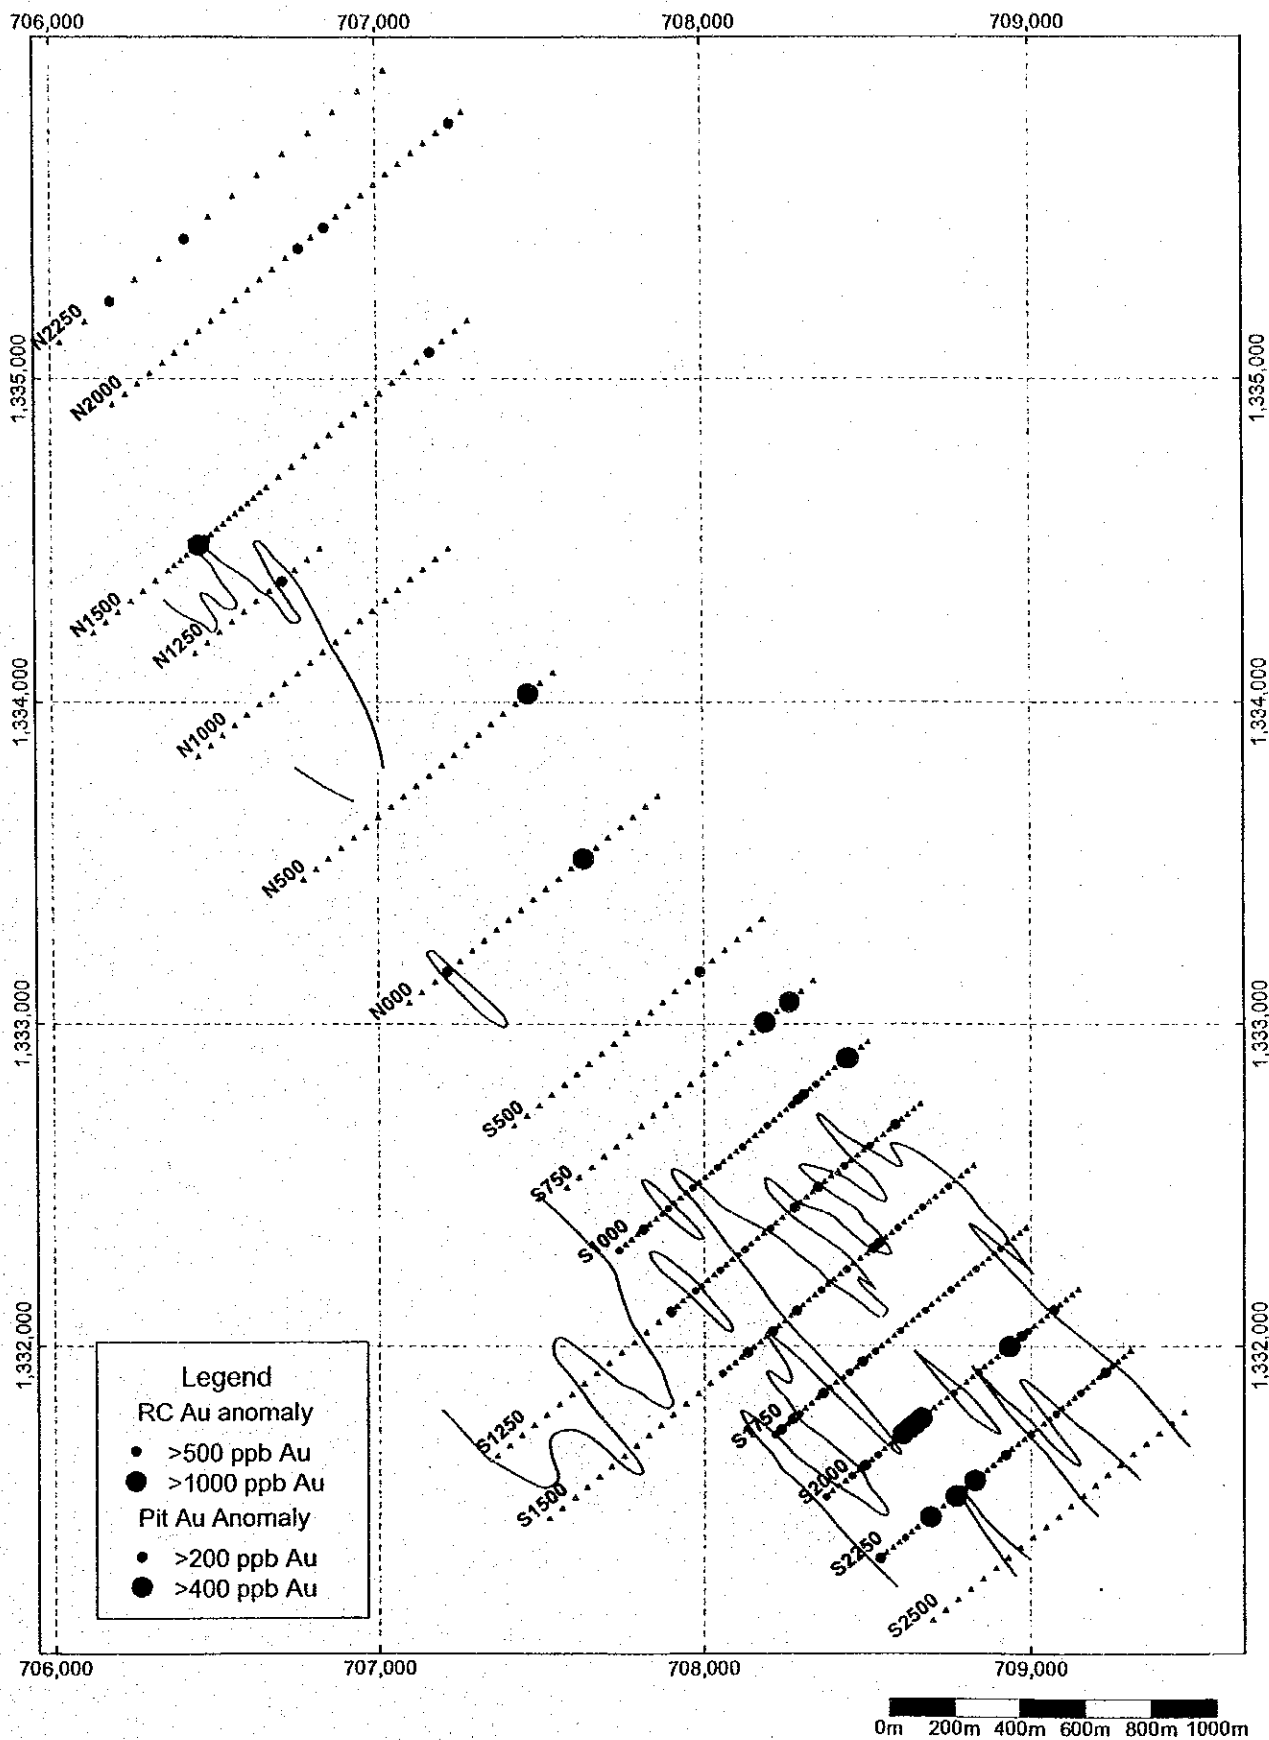 706,000 707,000 708,000 709,000
N2250
1,335,000 1,335,000
N2000
N1500
N1250
1,334,000 1,334,000
N1000
N500
N000
1,333,000 1,333,000
S500
S750
S1000
1,332,000 1,332,000
S1250
S1750
S1500
S2000
S2250
S2500
Legend
RC Au anomaly
>500 ppb Au
>1000 ppb Au
Pit Au Anomaly
>200 ppb Au
>400 ppb Au
706,000 707,000 708,000 709,000
0m 200m 400m 600m 800m 1000m